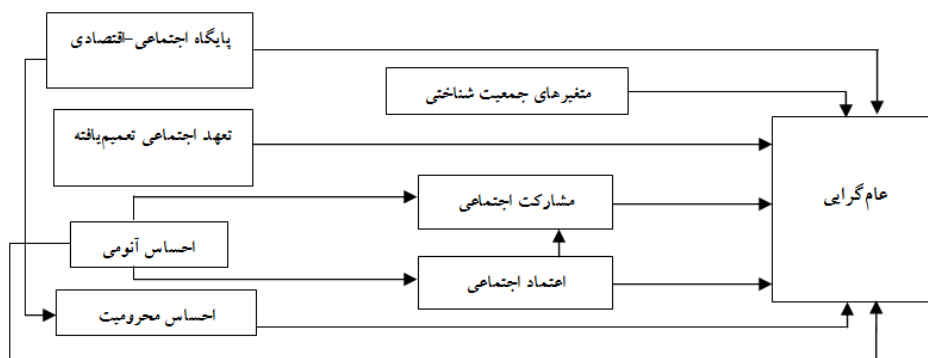 پایگاه اجتماعی-اقتصادی
متغیرهای جمعیت شناختی
تعهد اجتماعی تعمیم‌یافته
عام‌گرایی
مشارکت اجتماعی
احساس آنومی
اعتماد اجتماعی
احساس محرومیت